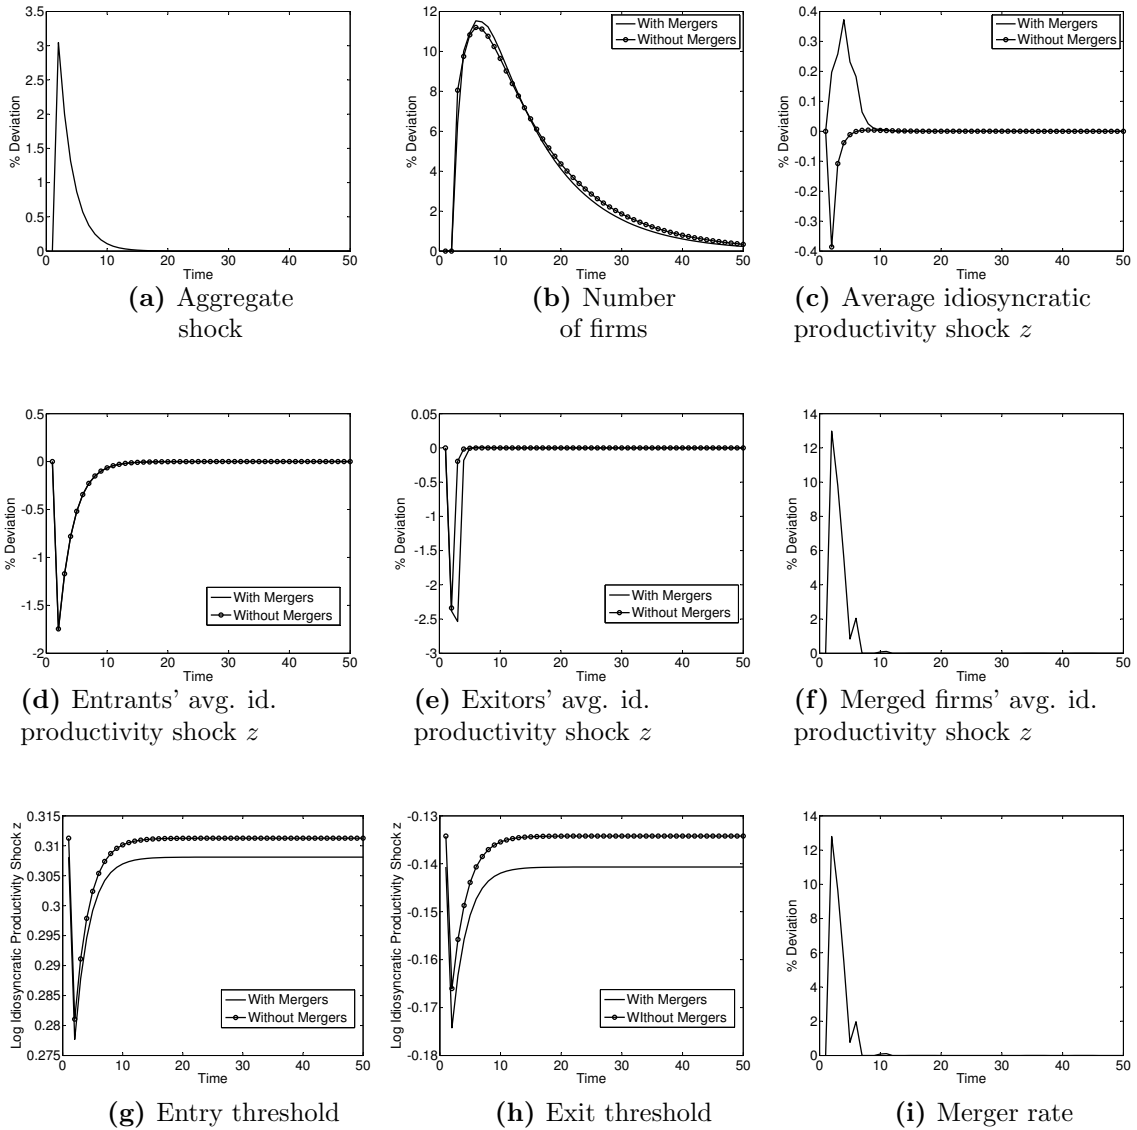 % Deviation
3.5
3
2.5
2
1.5
1
0.5
0
0 10 20 30 40 50
Time
(a) Aggregate
shock
% Deviation
12
10
8
6
4
2
0
0 10 20 30 40 50
Time
With Mergers
Without Mergers
(b) Number
of firms
% Deviation
0.4
0.3
0.2
0.1
0
-0.1
-0.2
-0.3
-0.4
0 10 20 30 40 50
Time
With Mergers
Without Mergers
(c) Average idiosyncratic
productivity shock z
% Deviation
0.5
0
-0.5
-1
-1.5
-2
0 10 20 30 40 50
Time
With Mergers
Without Mergers
(d) Entrants' avg. id.
productivity shock z
% Deviation
0.05
0
-0.5
-1
-1.5
-2
-2.5
-3
0 10 20 30 40 50
Time
With Mergers
Without Mergers
(e) Exitors' avg. id.
productivity shock z
% Deviation
14
12
10
8
6
4
2
0
0 10 20 30 40 50
Time
(f) Merged firms' avg. id.
productivity shock z
Log Idiosyncratic Productivity Shock z
0.315
0.31
0.305
0.3
0.295
0.29
0.285
0.28
0.275
0 10 20 30 40 50
Time
With Mergers
Without Mergers
(g) Entry threshold
Log Idiosyncratic Productivity Shock z
-0.13
-0.14
-0.15
-0.16
-0.17
-0.18
0 10 20 30 40 50
Time
With Mergers
WIthout Mergers
(h) Exit threshold
% Deviation
14
12
10
8
6
4
2
0
0 10 20 30 40 50
Time
(i) Merger rate